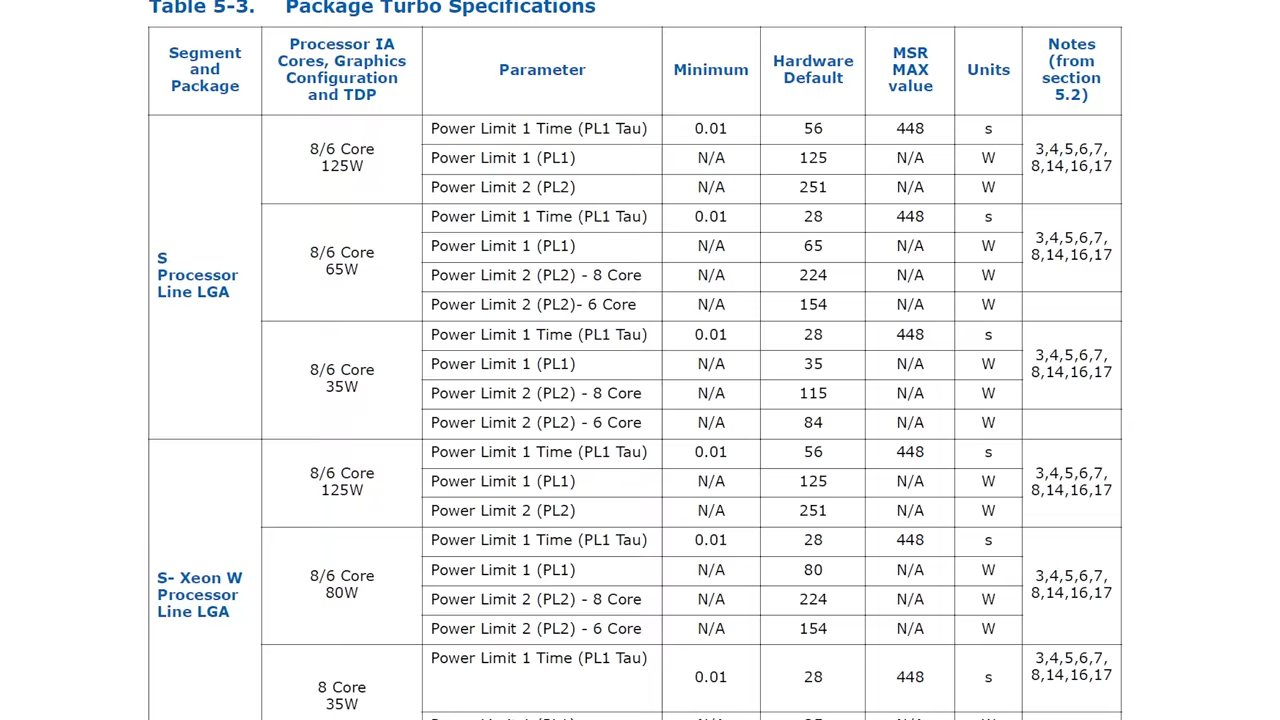 Table 5-3. Package Turbo Specifications
Segment and Package | Processor IA Cores, Graphics Configuration and TDP | Parameter | Minimum | Hardware Default | MSR MAX value | Units | Notes (from section 5.2)
S Processor Line LGA
8/6 Core 125W
Power Limit 1 Time (PL1 Tau) 0.01 56 448 s 3,4,5,6,7, 8,14,16,17
Power Limit 1 (PL1) N/A 125 N/A W
Power Limit 2 (PL2) N/A 251 N/A W
8/6 Core 65W
Power Limit 1 Time (PL1 Tau) 0.01 28 448 s 3,4,5,6,7, 8,14,16,17
Power Limit 1 (PL1) N/A 65 N/A W
Power Limit 2 (PL2) - 8 Core N/A 224 N/A W
Power Limit 2 (PL2)- 6 Core N/A 154 N/A W
8/6 Core 35W
Power Limit 1 Time (PL1 Tau) 0.01 28 448 s 3,4,5,6,7, 8,14,16,17
Power Limit 1 (PL1) N/A 35 N/A W
Power Limit 2 (PL2) - 8 Core N/A 115 N/A W
Power Limit 2 (PL2) - 6 Core N/A 84 N/A W
S- Xeon W Processor Line LGA
8/6 Core 125W
Power Limit 1 Time (PL1 Tau) 0.01 56 448 s 3,4,5,6,7, 8,14,16,17
Power Limit 1 (PL1) N/A 125 N/A W
Power Limit 2 (PL2) N/A 251 N/A W
8/6 Core 80W
Power Limit 1 Time (PL1 Tau) 0.01 28 448 s 3,4,5,6,7, 8,14,16,17
Power Limit 1 (PL1) N/A 80 N/A W
Power Limit 2 (PL2) - 8 Core N/A 224 N/A W
Power Limit 2 (PL2) - 6 Core N/A 154 N/A W
8 Core 35W
Power Limit 1 Time (PL1 Tau) 0.01 28 448 s 3,4,5,6,7, 8,14,16,17